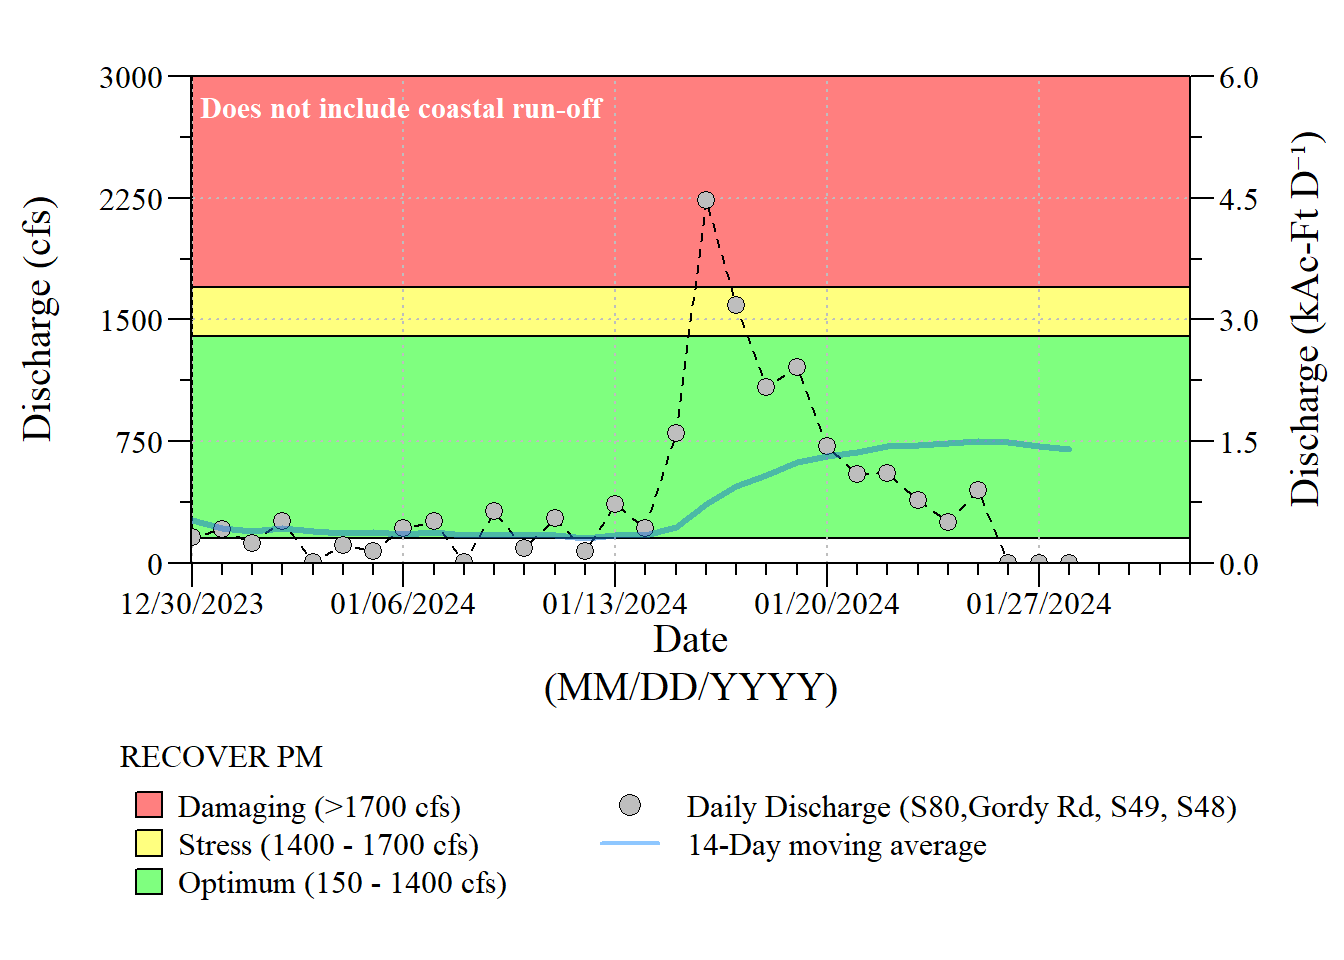 Does not include coastal run-off
3000
2250
1500
750
0
Discharge (cfs)
6.0
4.5
3.0
1.5
0.0
Discharge (kAc-Ft D⁻¹)
12/30/2023 01/06/2024 01/13/2024 01/20/2024 01/27/2024
Date
(MM/DD/YYYY)
RECOVER PM
Damaging (>1700 cfs)
Stress (1400 - 1700 cfs)
Optimum (150 - 1400 cfs)
Daily Discharge (S80,Gordy Rd, S49, S48)
14-Day moving average